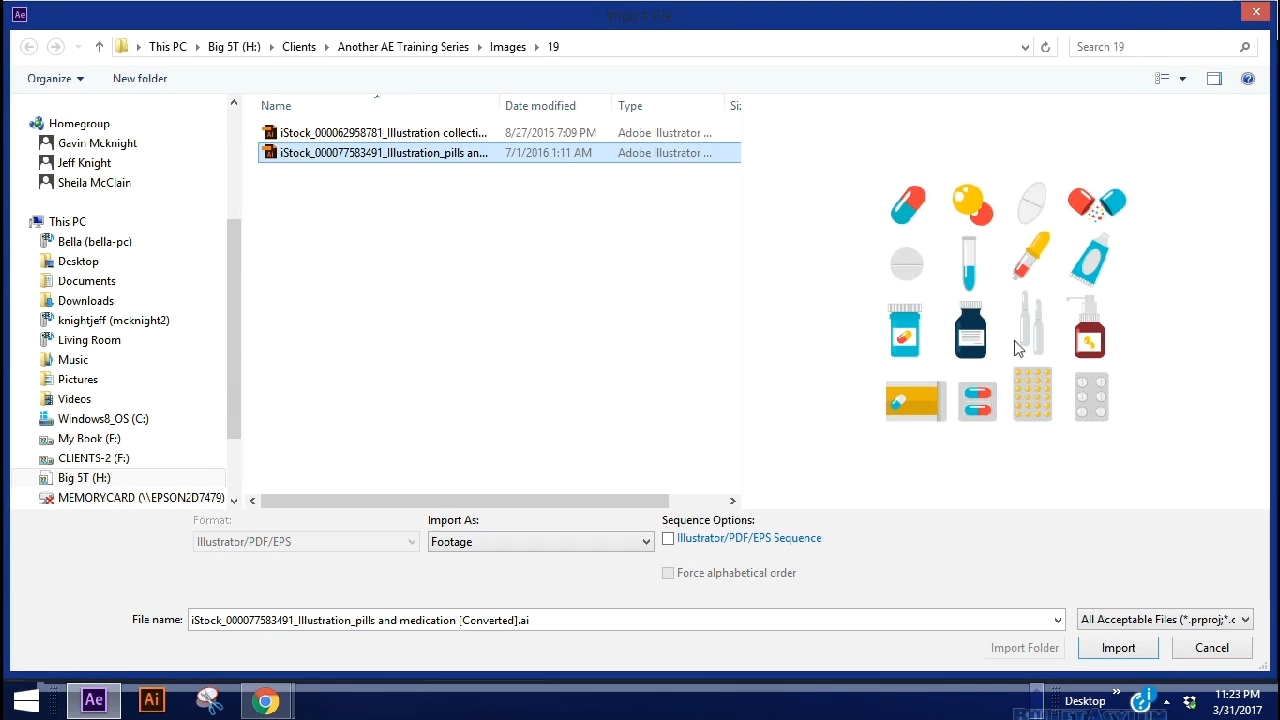 Ae
Import File
This PC Big 5T (H:) Clients Another AE Training Series Images 19
Search 19
Organize New folder
Name Date modified Type Siz
Homegroup
Gavin Mcknight
Jeff Knight
Sheila McClain
This PC
Bella (bella-pc)
Desktop
Documents
Downloads
knightjeff (mcknight2)
Living Room
Music
Pictures
Videos
Windows8_OS (C:)
My Book (E:)
CLIENTS-2 (F:)
Big 5T (H:)
MEMORYCARD (\\EPSON2D7479)
iStock_000062958781_Illustration collecti... 8/27/2016 7:09 PM Adobe Illustrator ...
iStock_000077583491_Illustration_pills an... 7/1/2016 1:11 AM Adobe Illustrator ...
Format: Import As: Sequence Options:
Illustrator/PDF/EPS Footage Illustrator/PDF/EPS Sequence
Force alphabetical order
File name: iStock_000077583491_Illustration_pills and medication [Converted].ai All Acceptable Files (*.prproj;*.c
Import Folder Import Cancel
Ae Ai Desktop 11:23 PM
3/31/2017